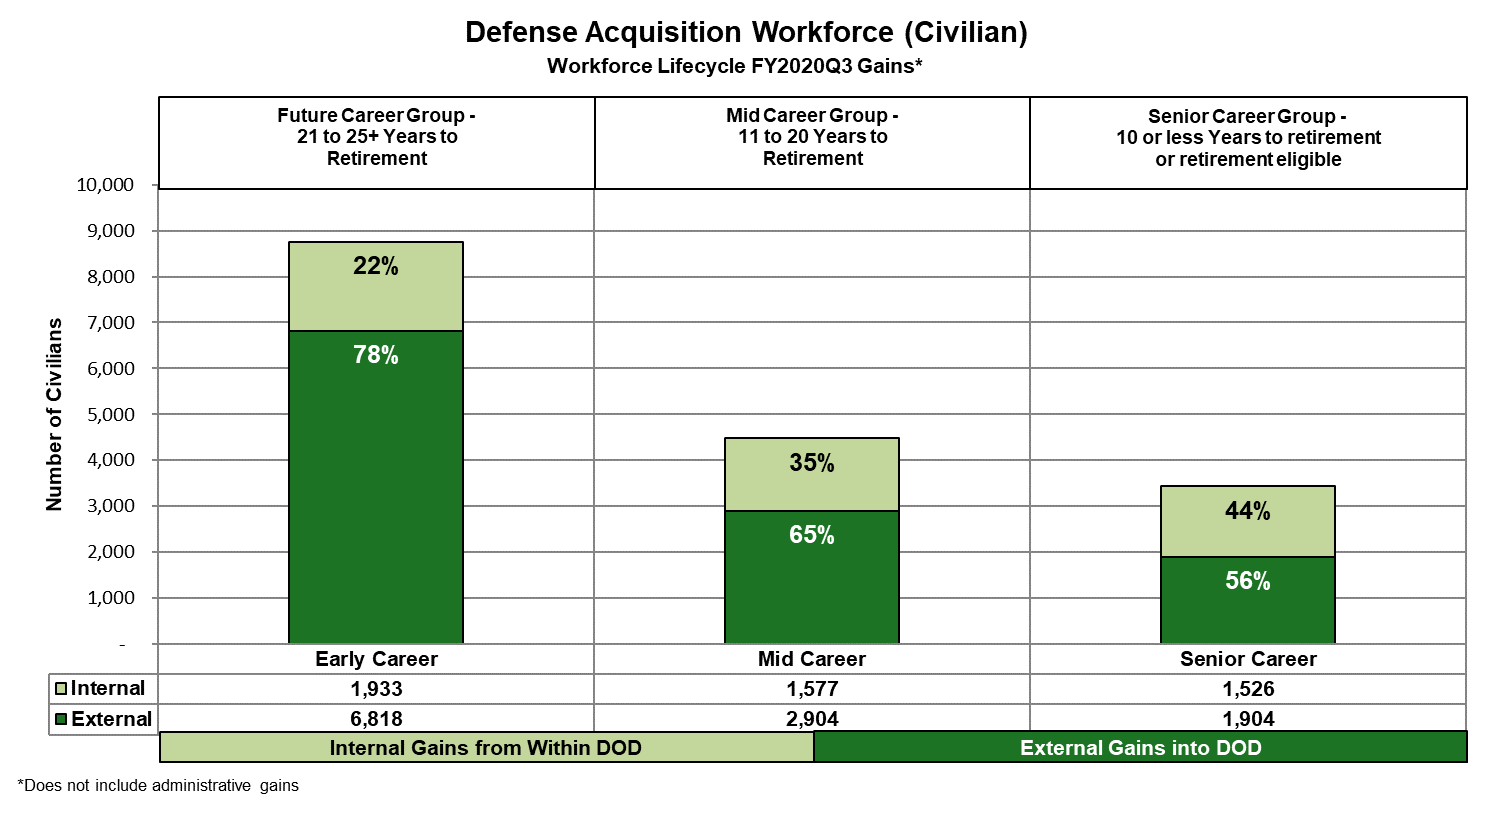 Defense Acquisition Workforce (Civilian)
Workforce Lifecycle FY2020Q3 Gains*
Future Career Group -
21 to 25+ Years to
Retirement
Mid Career Group -
11 to 20 Years to
Retirement
Senior Career Group -
10 or less Years to retirement
or retirement eligible
Number of Civilians
10,000
9,000
8,000
7,000
6,000
5,000
4,000
3,000
2,000
1,000
-
22%
78%
35%
65%
44%
56%
Early Career Mid Career Senior Career
Internal 1,933 1,577 1,526
External 6,818 2,904 1,904
Internal Gains from Within DOD External Gains into DOD
*Does not include administrative gains